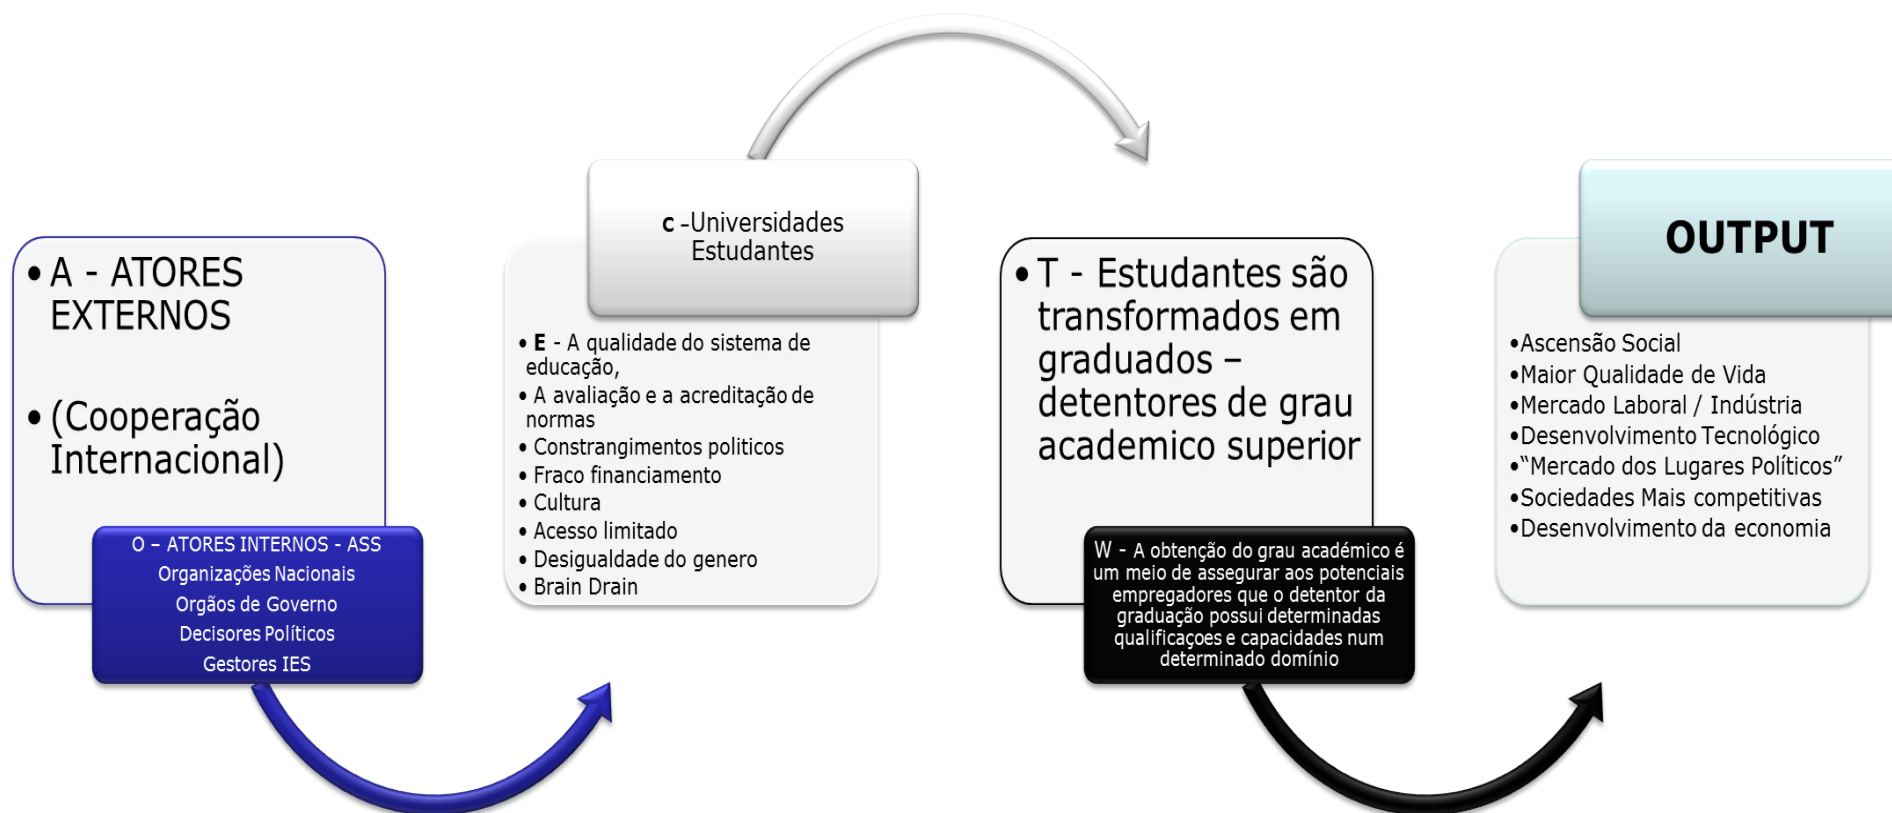 • A - ATORES
EXTERNOS
• (Cooperação
Internacional)
O – ATORES INTERNOS - ASS
Organizações Nacionais
Orgãos de Governo
Decisores Políticos
Gestores IES
c -Universidades
Estudantes
• E - A qualidade do sistema de
educação,
• A avaliação e a acreditação de
normas
• Constrangimentos politicos
• Fraco financiamento
• Cultura
• Acesso limitado
• Desigualdade do genero
• Brain Drain
• T - Estudantes são
transformados em
graduados –
detentores de grau
academico superior
W - A obtenção do grau académico é
um meio de assegurar aos potenciais
empregadores que o detentor da
graduação possui determinadas
qualificaçoes e capacidades num
determinado domínio
OUTPUT
•Ascensão Social
•Maior Qualidade de Vida
•Mercado Laboral / Indústria
•Desenvolvimento Tecnológico
•“Mercado dos Lugares Políticos”
•Sociedades Mais competitivas
•Desenvolvimento da economia